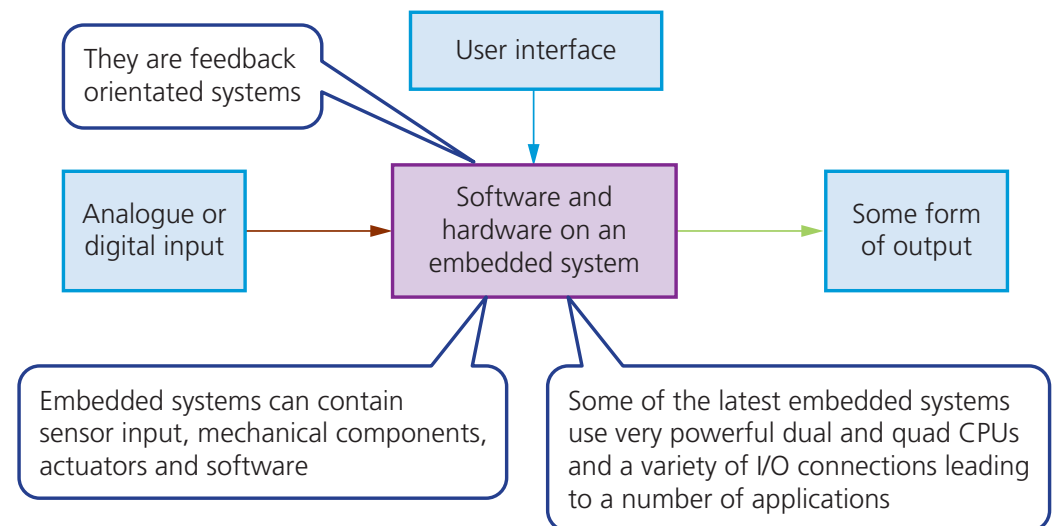 They are feedback
orientated systems
User interface
Analogue or
digital input
Software and
hardware on an
embedded system
Some form
of output
Embedded systems can contain
sensor input, mechanical components,
actuators and software
Some of the latest embedded systems
use very powerful dual and quad CPUs
and a variety of I/O connections leading
to a number of applications